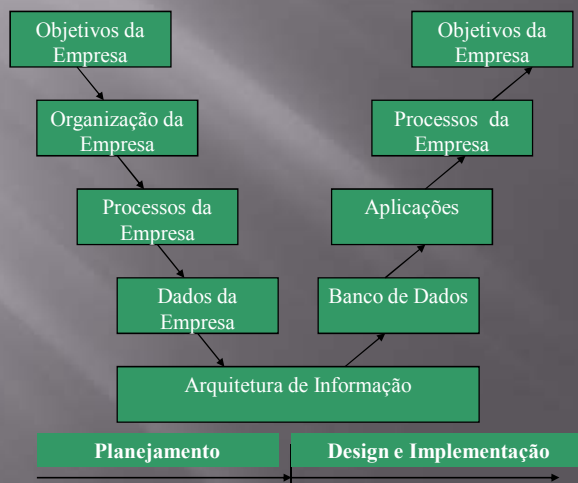 Objetivos da
Empresa
Organização da
Empresa
Processos da
Empresa
Dados da
Empresa
Arquitetura de Informação
Banco de Dados
Aplicações
Processos da
Empresa
Objetivos da
Empresa
Planejamento
Design e Implementação